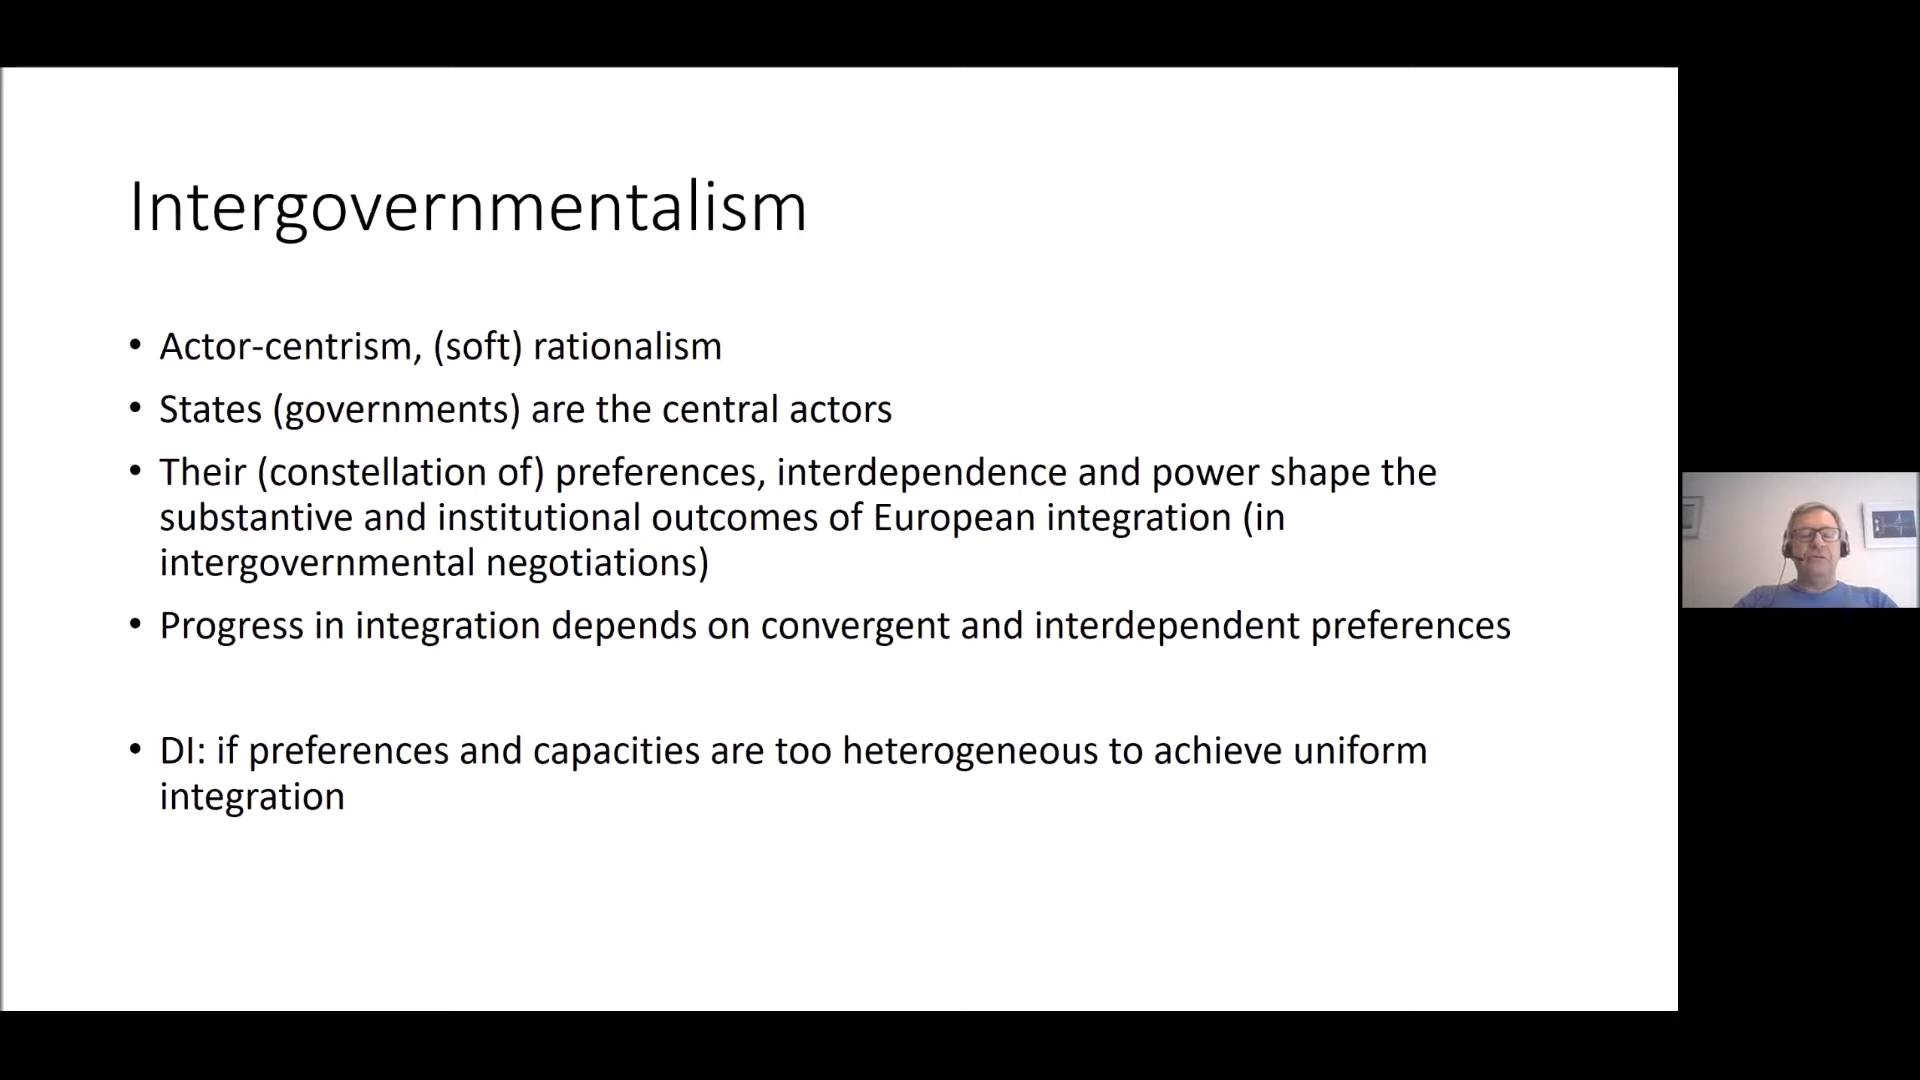 Intergovernmentalism
• Actor-centrism, (soft) rationalism
• States (governments) are the central actors
• Their (constellation of) preferences, interdependence and power shape the
substantive and institutional outcomes of European integration (in
intergovernmental negotiations)
• Progress in integration depends on convergent and interdependent preferences
• DI: if preferences and capacities are too heterogeneous to achieve uniform
integration